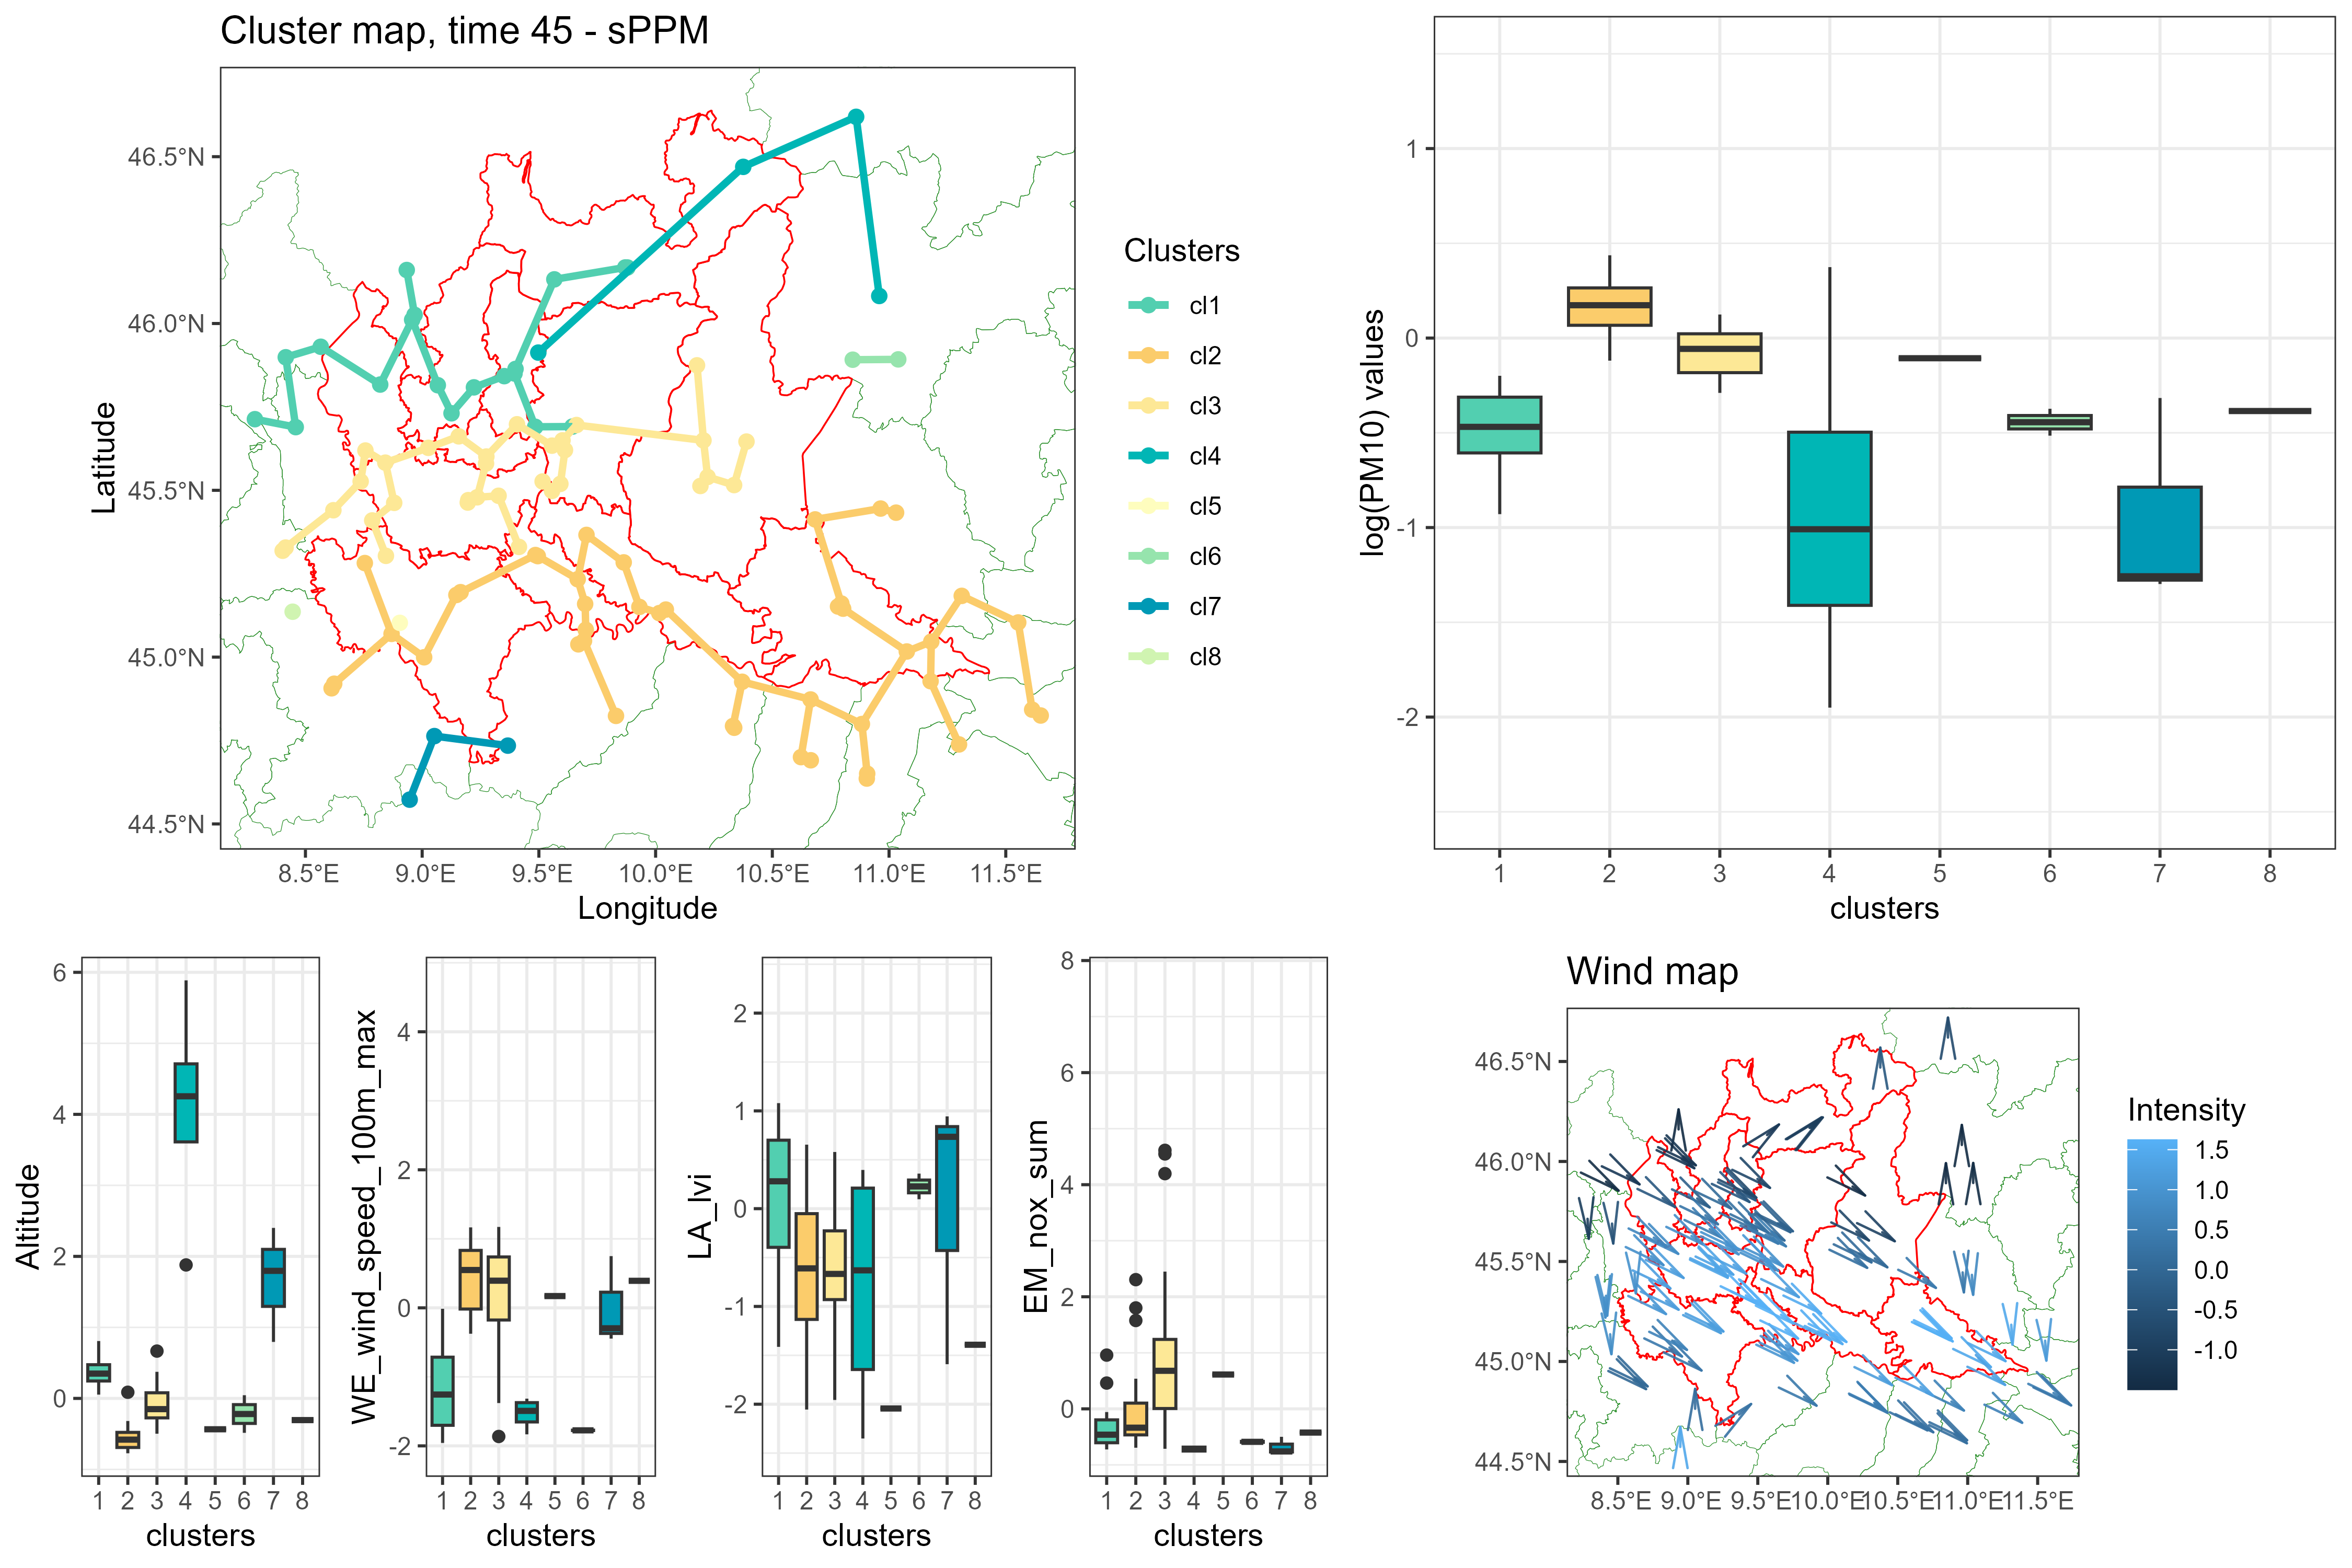 Cluster map, time 45 - sPPM
Latitude
46.5°N
46.0°N
45.5°N
45.0°N
44.5°N
8.5°E 9.0°E 9.5°E 10.0°E 10.5°E 11.0°E 11.5°E
Longitude
Clusters
cl1
cl2
cl3
cl4
cl5
cl6
cl7
cl8
log(PM10) values
1
0
-1
-2
1 2 3 4 5 6 7 8
clusters
Altitude
6
4
2
0
1 2 3 4 5 6 7 8
clusters
WE_wind_speed_100m_max
4
2
0
-2
1 2 3 4 5 6 7 8
clusters
LA_lvi
2
1
0
-1
-2
1 2 3 4 5 6 7 8
clusters
EM_nox_sum
8
6
4
2
0
1 2 3 4 5 6 7 8
clusters
Wind map
46.5°N
46.0°N
45.5°N
45.0°N
44.5°N
8.5°E 9.0°E 9.5°E 10.0°E 10.5°E 11.0°E 11.5°E
Intensity
1.5
1.0
0.5
0.0
-0.5
-1.0